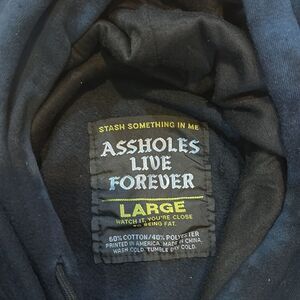 STASH SOMETHING IN ME
ASSHOLES
LIVE
FOREVER
LARGE
WATCH IT, YOU'RE CLOSE
TO BEING FAT.
60% COTTON/40% POLYESTER
PRINTED IN AMERICA. MADE IN CHINA.
WASH COLD. TUMBLE DRY COLD.